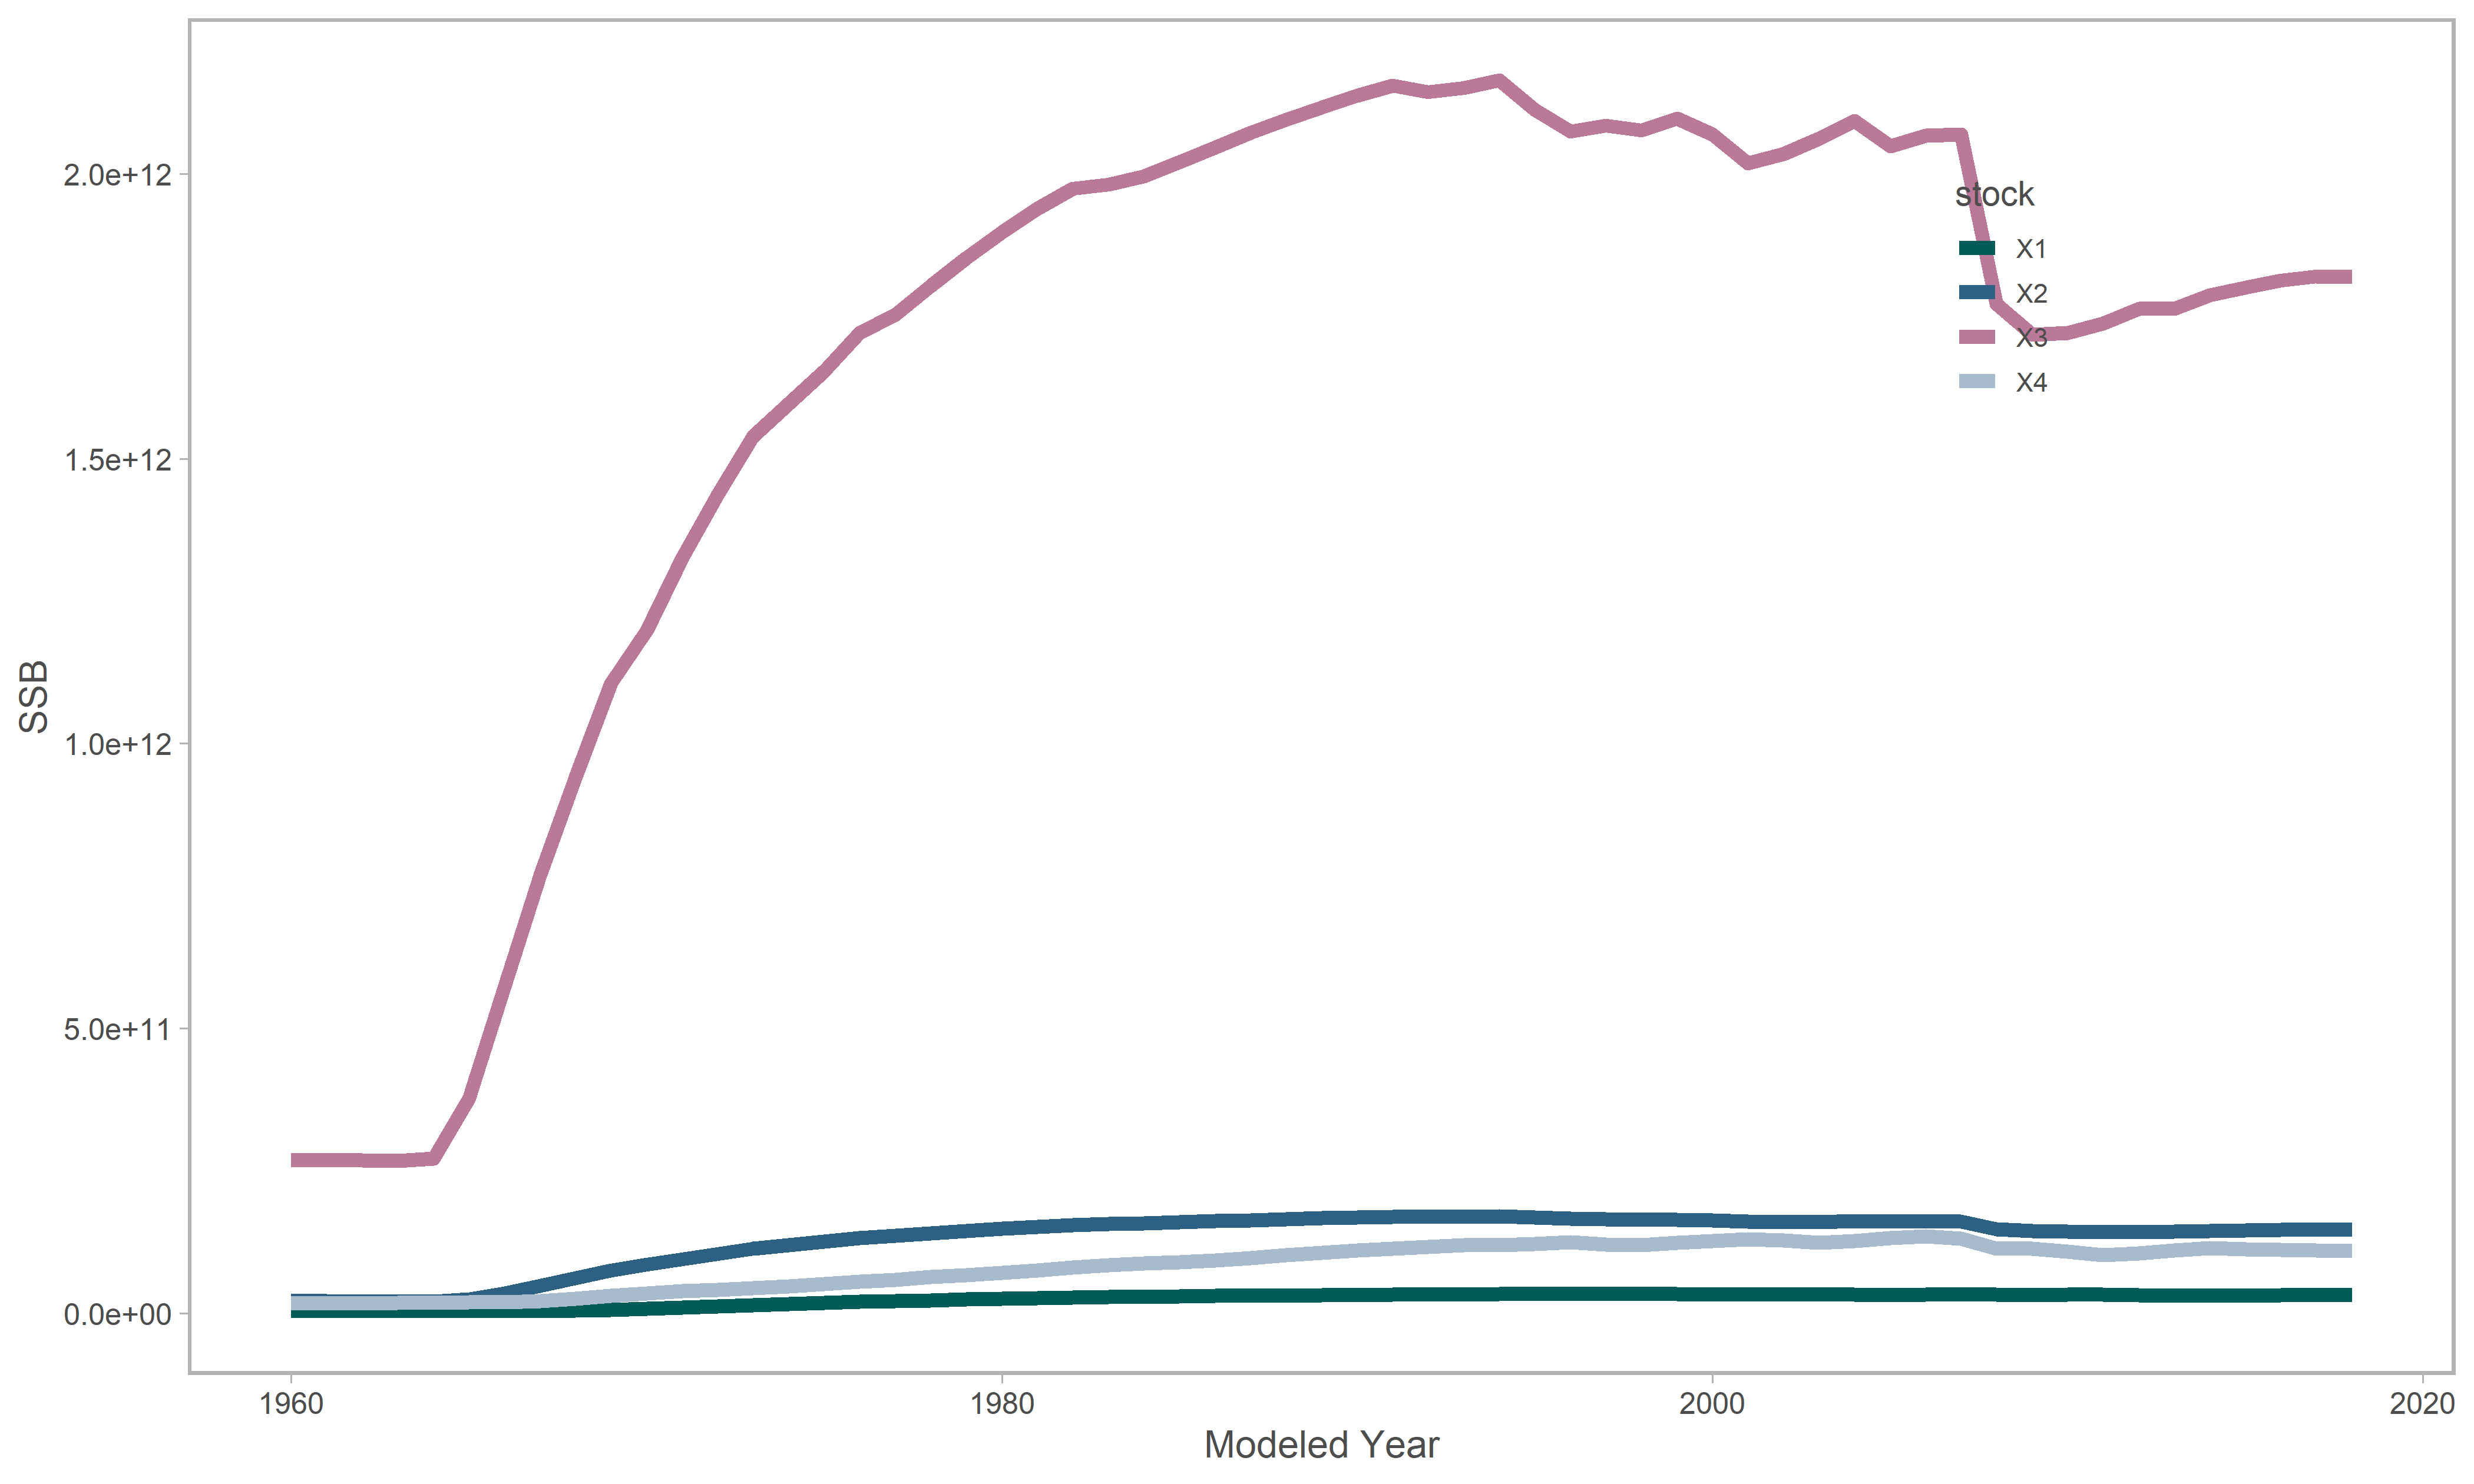 SSB
2.0e+12
1.5e+12
1.0e+12
5.0e+11
0.0e+00
stock
X1
X2
X3
X4
1960 1980 2000 2020
Modeled Year